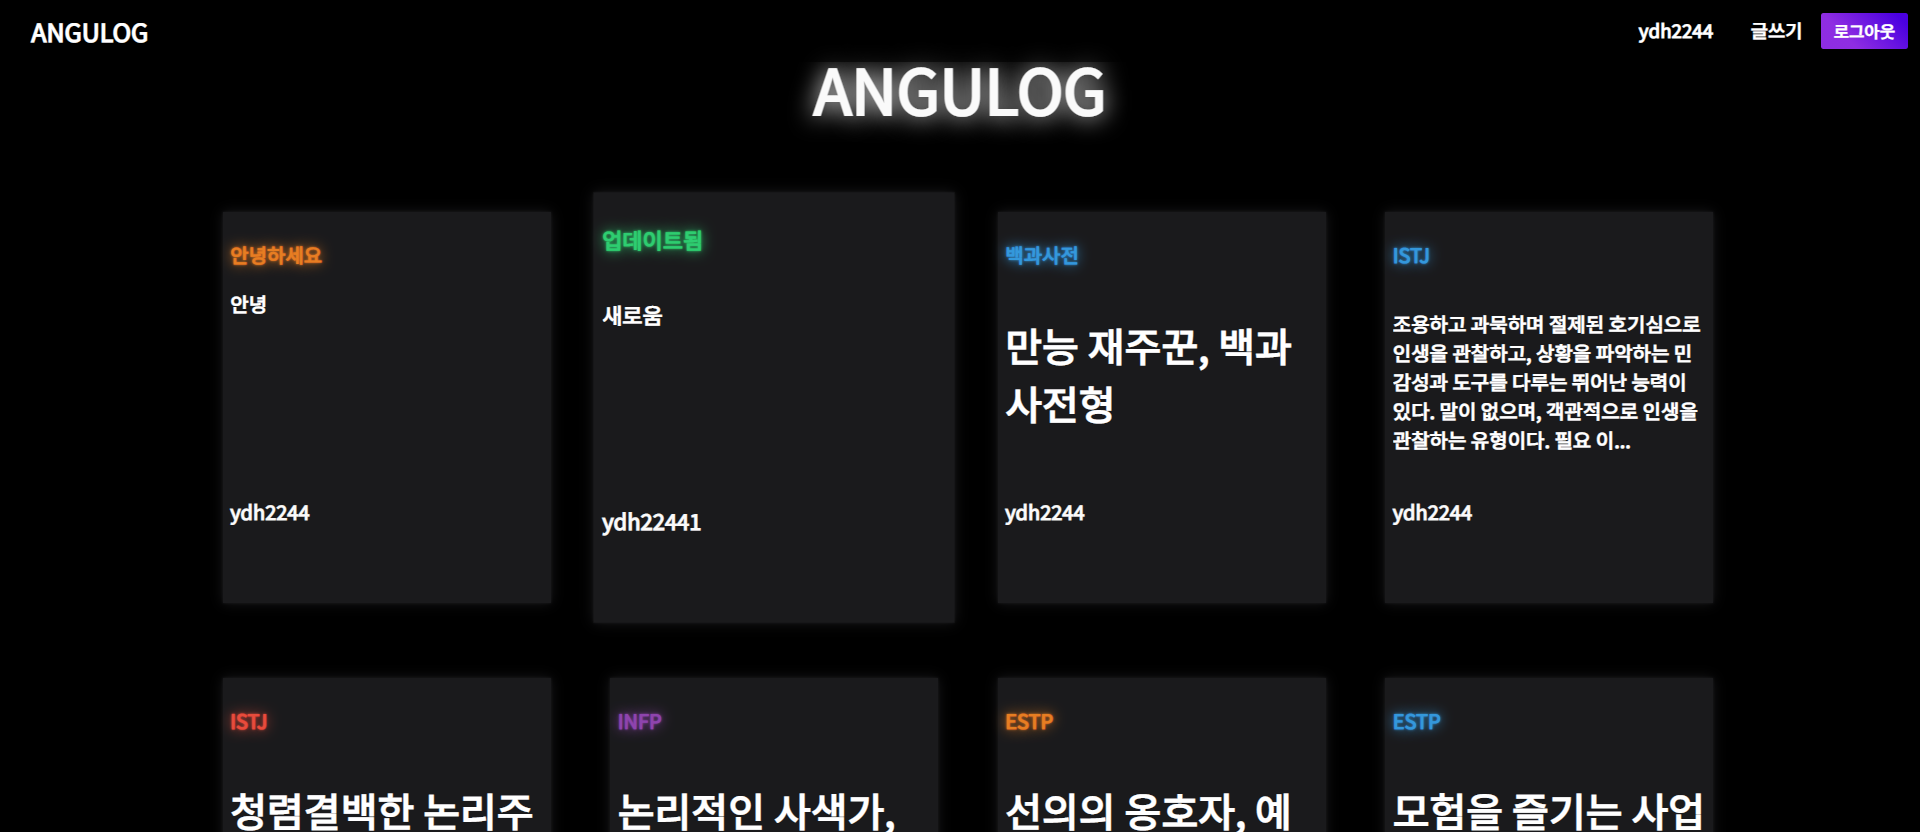 ANGULOG
ydh2244
글쓰기
로그아웃
ANGULOG
안녕하세요
안녕
ydh2244
업데이트됨
새로움
ydh22441
백과사전
만능 재주꾼, 백과
사전형
ydh2244
ISTJ
조용하고 과묵하며 절제된 호기심으로
인생을 관찰하고, 상황을 파악하는 민
감성과 도구를 다루는 뛰어난 능력이
있다. 말이 없으며, 객관적으로 인생을
관찰하는 유형이다. 필요 이...
ydh2244
ISTJ
청렴결백한 논리주
INFP
논리적인 사색가,
ESTP
선의의 옹호자, 예
ESTP
모험을 즐기는 사업